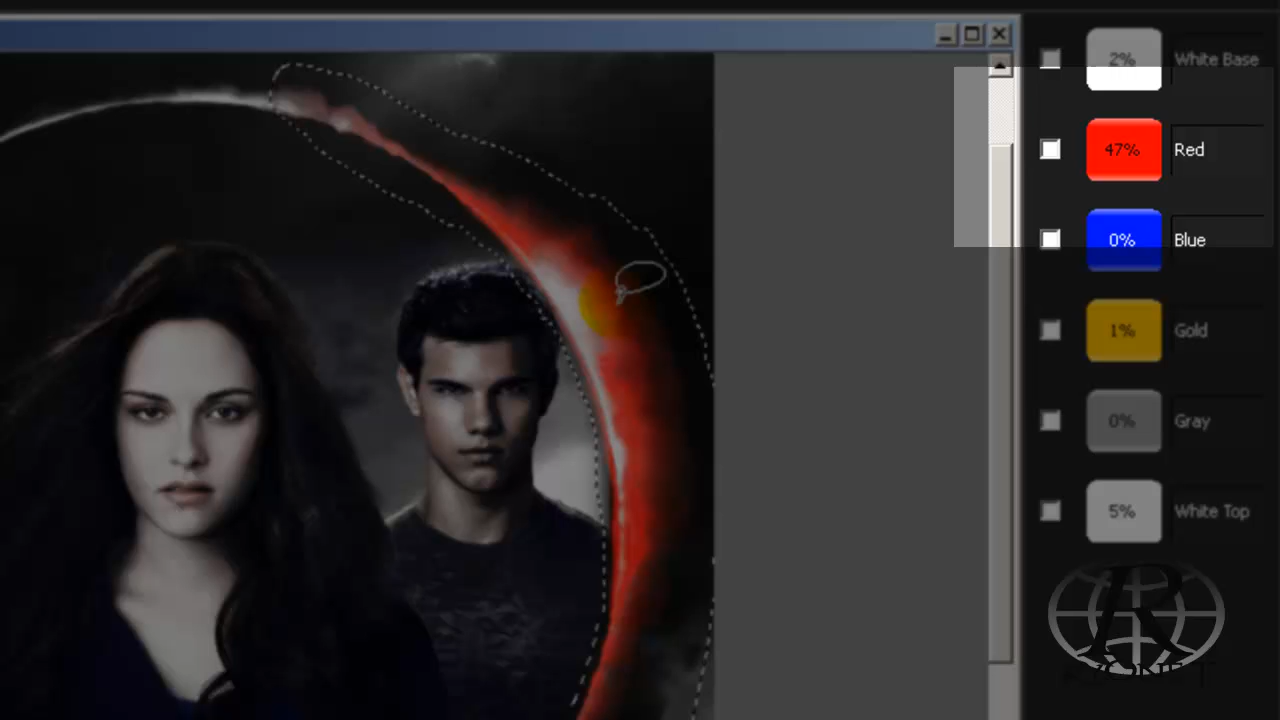 2% White Base
47% Red
0% Blue
1% Gold
0% Gray
5% White Top
R